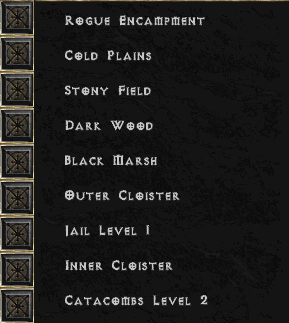 Rogue Encampment
Cold Plains
Stony Field
Dark Wood
Black Marsh
Outer Cloister
Jail Level 1
Inner Cloister
Catacombs Level 2